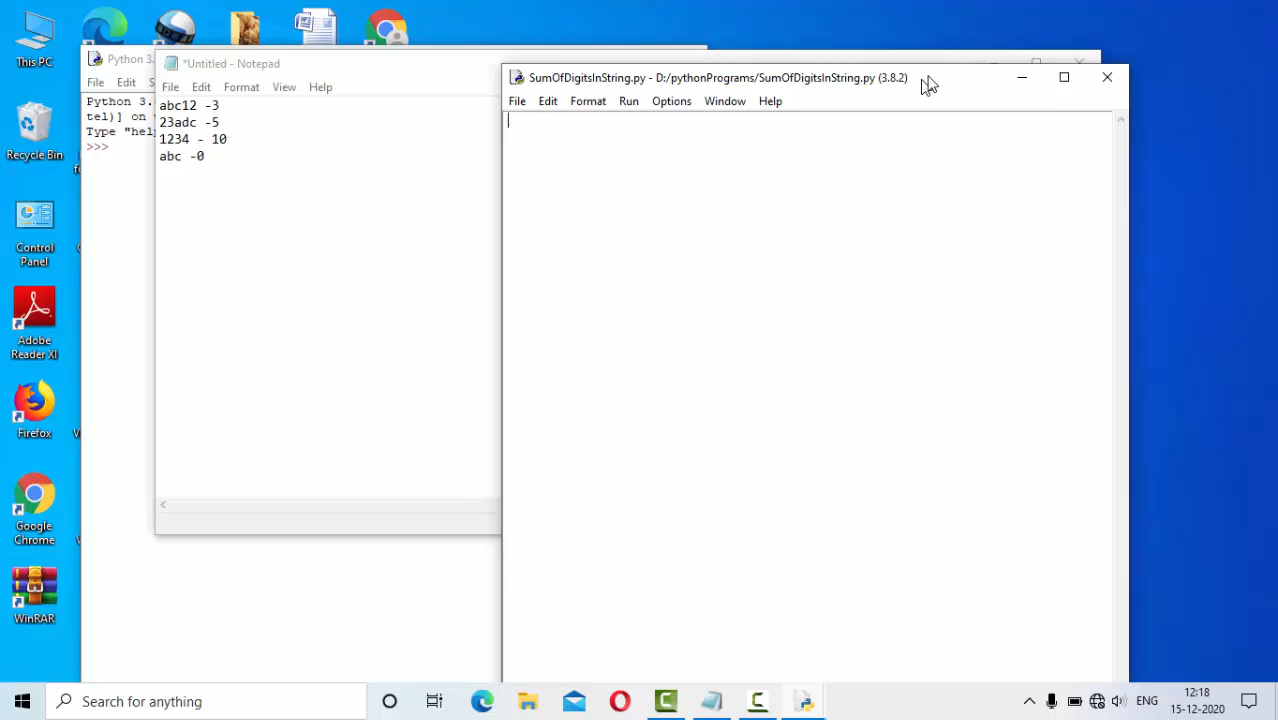 This PC
Recycle Bin
Control
Panel
Adobe
Reader XI
Firefox
Google
Chrome
WinRAR
Python 3.
File Edit S
Python 3.
tel)] on
Type "hel
>>>
*Untitled - Notepad
File Edit Format View Help
abc12 -3
23adc -5
1234 - 10
abc -0
SumOfDigitsInString.py - D:/pythonPrograms/SumOfDigitsInString.py (3.8.2)
File Edit Format Run Options Window Help
Search for anything
ENG
12:18
15-12-2020